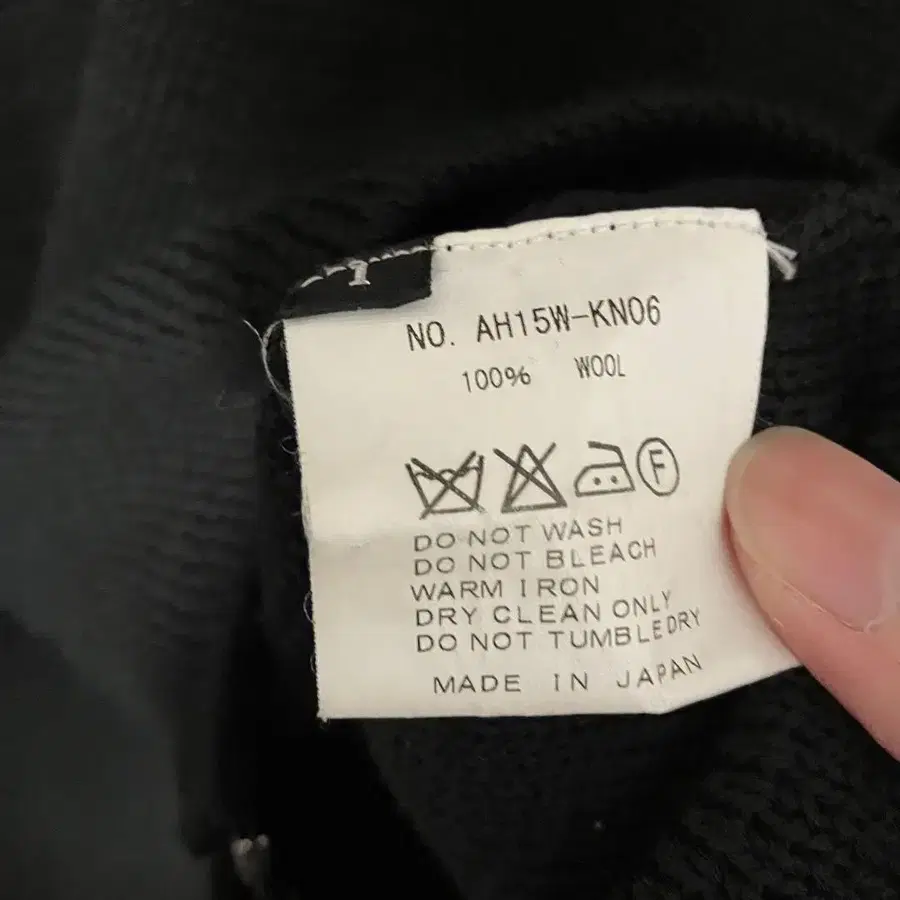 1
NO. AH15W-KN06
100% WOOL
F
DO NOT WASH
DO NOT BLEACH
WARM IRON
DRY CLEAN ONLY
DO NOT TUMBLE DRY
MADE IN JAPAN